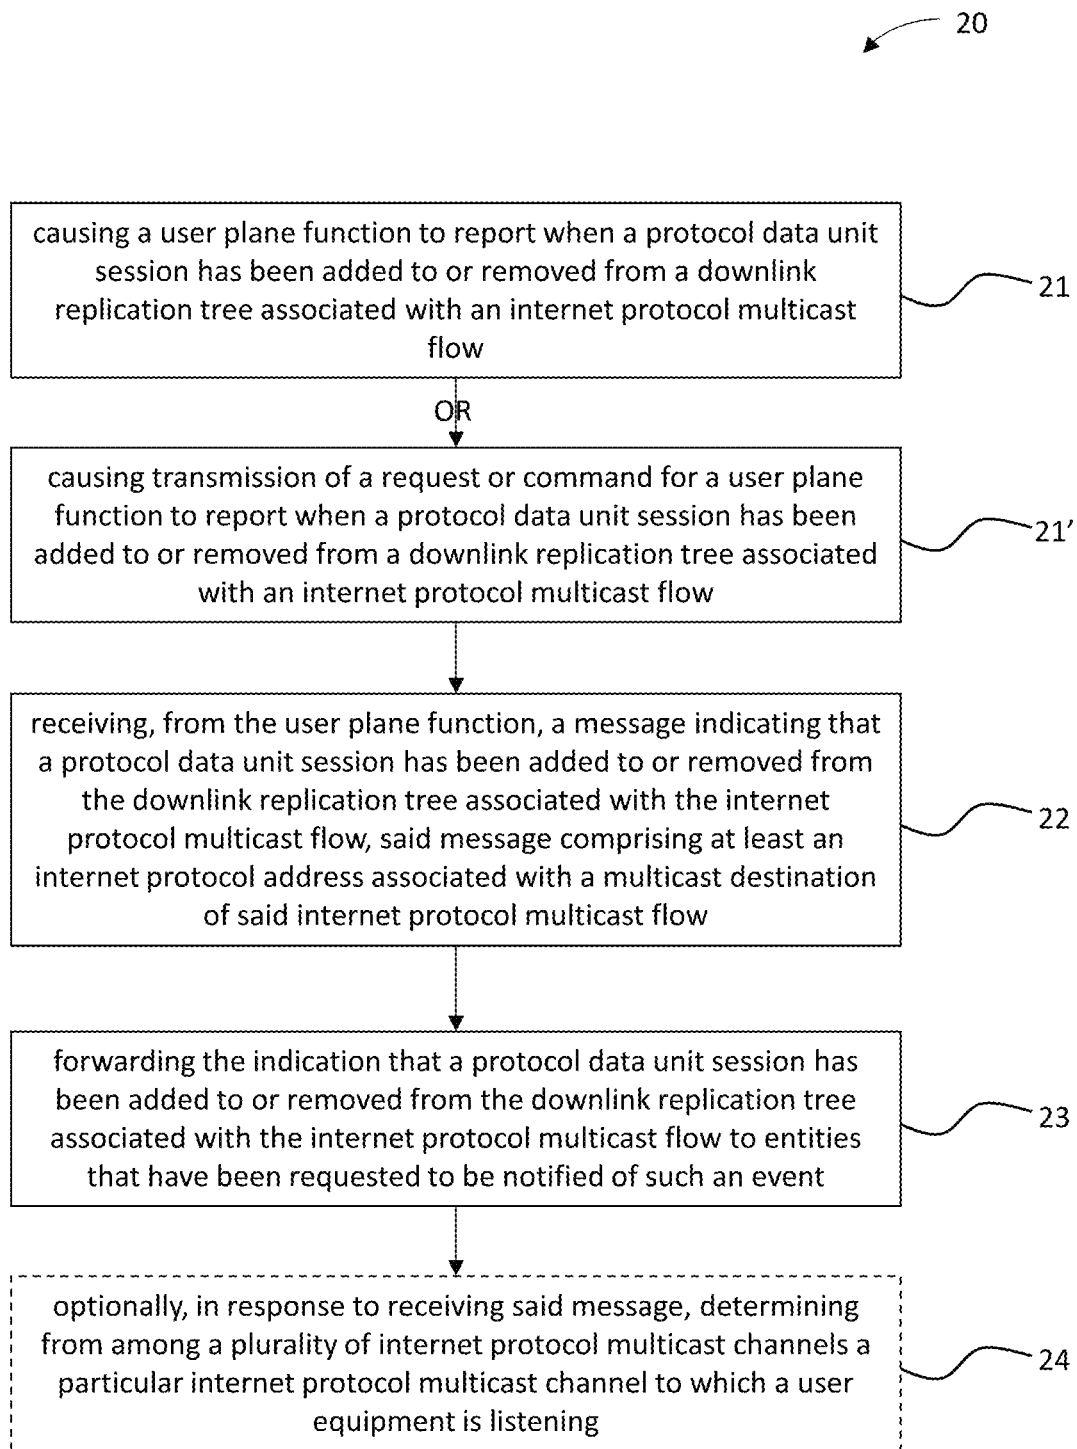 20
causing a user plane function to report when a protocol data unit
session has been added to or removed from a downlink
replication tree associated with an internet protocol multicast
flow
21
OR
causing transmission of a request or command for a user plane
function to report when a protocol data unit session has been
added to or removed from a downlink replication tree associated
with an internet protocol multicast flow
21’
receiving, from the user plane function, a message indicating that
a protocol data unit session has been added to or removed from
the downlink replication tree associated with the internet
protocol multicast flow, said message comprising at least an
internet protocol address associated with a multicast destination
of said internet protocol multicast flow
22
forwarding the indication that a protocol data unit session has
been added to or removed from the downlink replication tree
associated with the internet protocol multicast flow to entities
that have been requested to be notified of such an event
23
optionally, in response to receiving said message, determining
from among a plurality of internet protocol multicast channels a
particular internet protocol multicast channel to which a user
equipment is listening
24